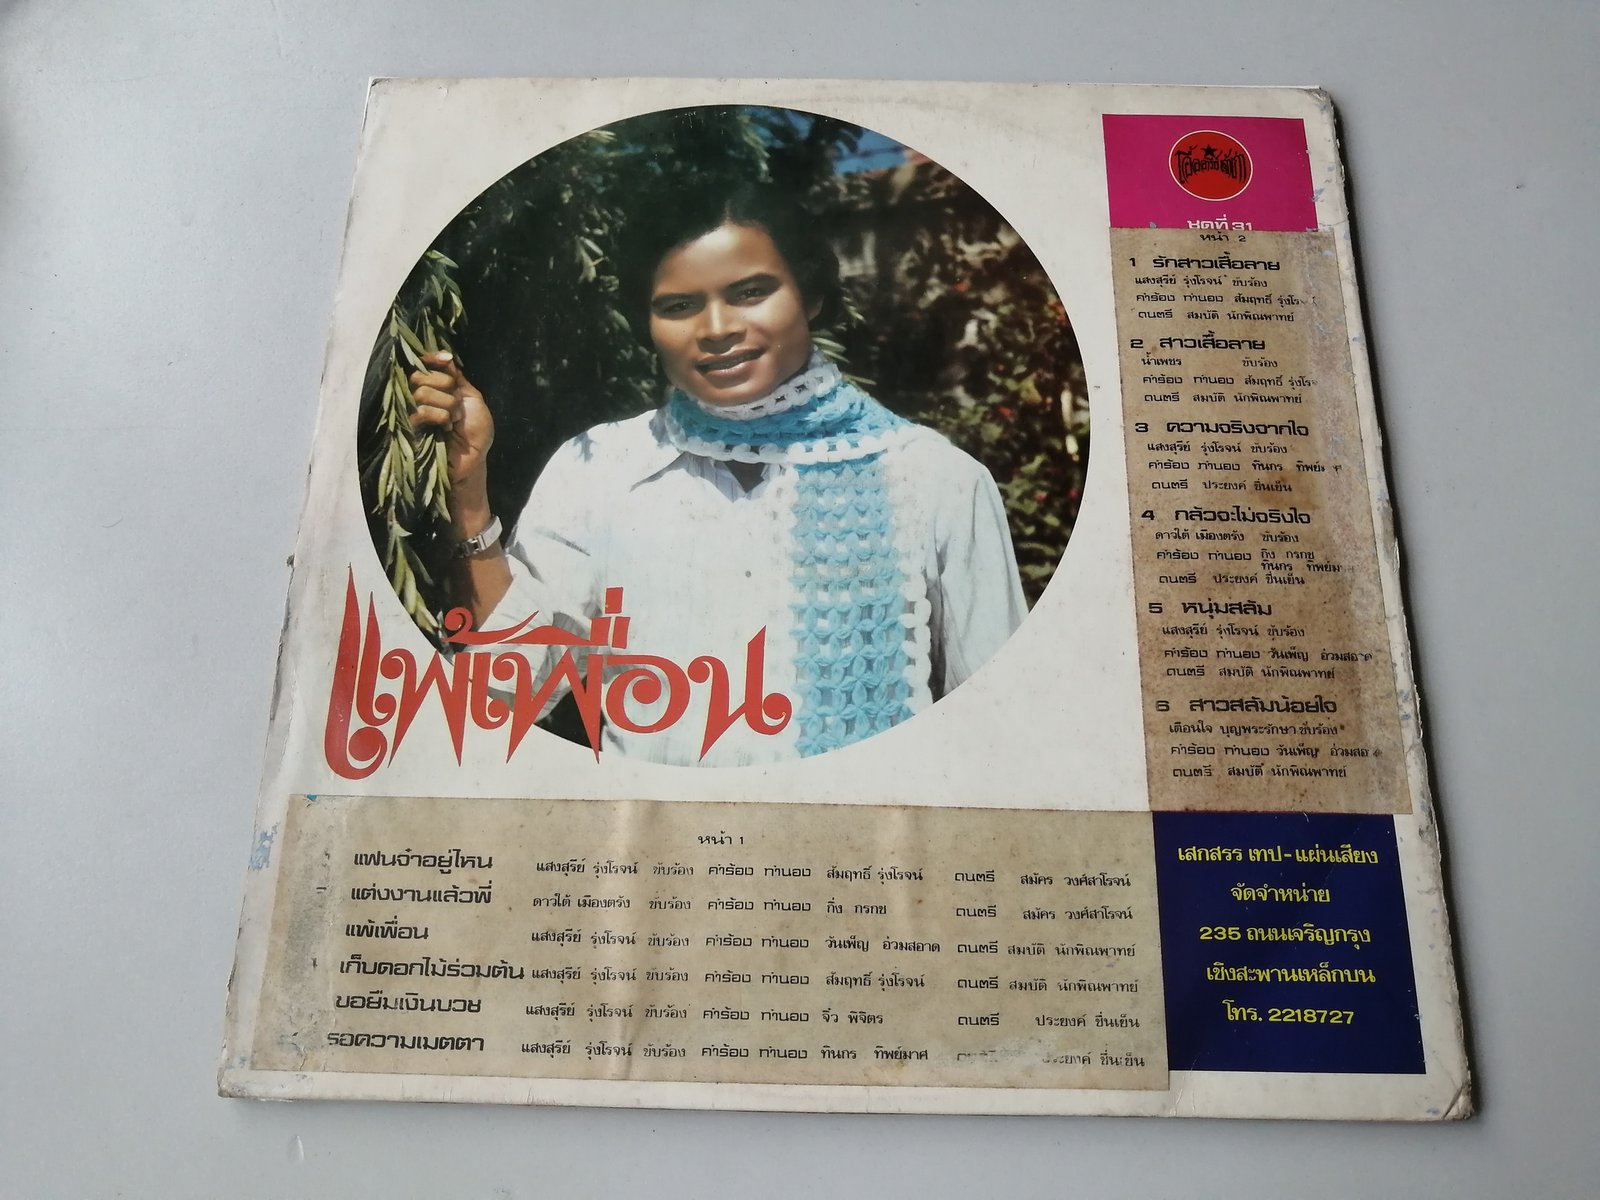 แพ้เพื่อน
ชุดที่ 31
หน้า 2
1 รักสาวเสื้อลาย
แสงสุรีย์ รุ่งโรจน์ ขับร้อง
คำร้อง ทำนอง สัมฤทธิ์
ดนตรี สมบัติ นักพิณพาทย์
2 สาวเสื้อลาย
น้ำเพชร ขับร้อง
คำร้อง ทำนอง สัมฤทธิ์
ดนตรี สมบัติ นักพิณพาทย์
3 ความจริงจากใจ
แสงสุรีย์ รุ่งโรจน์ ขับร้อง
คำร้อง ทำนอง ทินกร
ดนตรี ประยงค์ ชื่นเย็น
4 กลัวจะไม่จริงใจ
ดาวใต้ เมืองตรัง ขับร้อง
คำร้อง ทำนอง กิ่ง กรกช
ทินกร
ดนตรี ประยงค์ ชื่นเย็น
5 หนุ่มสลัม
แสงสุรีย์ รุ่งโรจน์ ขับร้อง
คำร้อง ทำนอง วันเพ็ญ อ่วมสอาด
ดนตรี สมบัติ นักพิณพาทย์
6 สาวสลัมน้อยใจ
เตือนใจ บุญพระรักษา ขับร้อง
คำร้อง ทำนอง วันเพ็ญ
ดนตรี สมบัติ นักพิณพาทย์
หน้า 1
แฟนจ๋าอยู่ไหน แสงสุรีย์ รุ่งโรจน์ ขับร้อง คำร้อง ทำนอง สัมฤทธิ์ รุ่งโรจน์ ดนตรี สมัคร วงศ์สาโรจน์
แต่งงานแล้วพี่ ดาวใต้ เมืองตรัง ขับร้อง คำร้อง ทำนอง กิ่ง กรกช ดนตรี สมัคร วงศ์สาโรจน์
แพ้เพื่อน แสงสุรีย์ รุ่งโรจน์ ขับร้อง คำร้อง ทำนอง วันเพ็ญ อ่วมสอาด ดนตรี สมบัติ นักพิณพาทย์
เก็บดอกไม้ร่วมต้น แสงสุรีย์ รุ่งโรจน์ ขับร้อง คำร้อง ทำนอง สัมฤทธิ์ รุ่งโรจน์ ดนตรี สมบัติ นักพิณพาทย์
ขอยืมเงินบวช แสงสุรีย์ รุ่งโรจน์ ขับร้อง คำร้อง ทำนอง จิ๋ว พิจิตร ดนตรี ประยงค์ ชื่นเย็น
รอความเมตตา แสงสุรีย์ รุ่งโรจน์ ขับร้อง คำร้อง ทำนอง ทินกร ทิพย์มาศ ประยงค์ ชื่นเย็น
เสกสรร เทป-แผ่นเสียง
จัดจำหน่าย
235 ถนนเจริญกรุง
เชิงสะพานเหล็กบน
โทร. 2218727